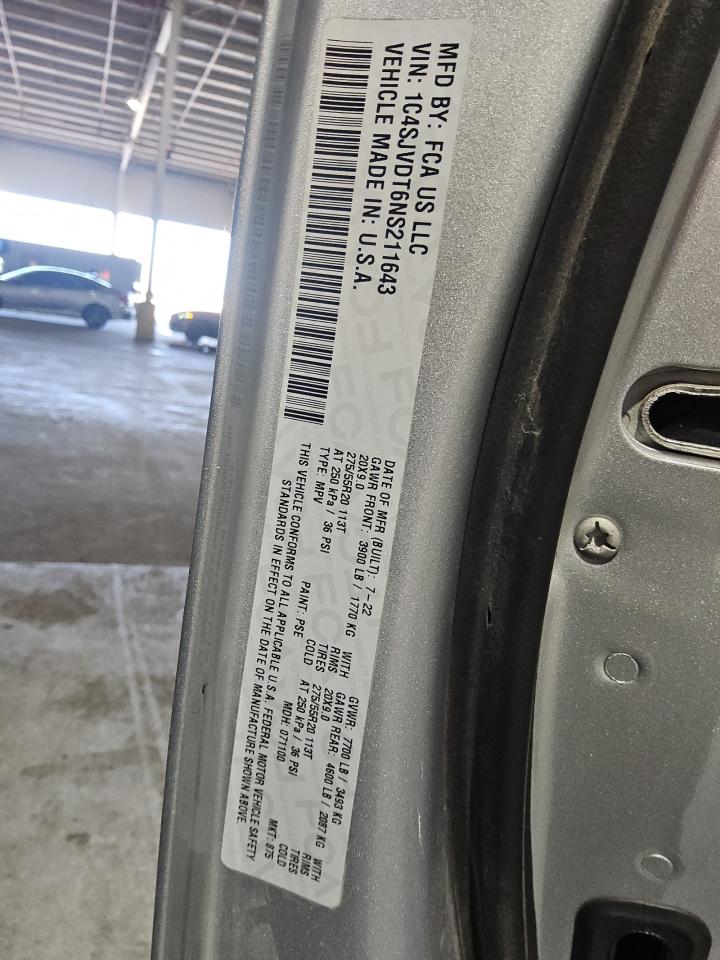 MFD BY: FCA US LLC
VIN: 1C4SJVDT6NS211643
VEHICLE MADE IN: U.S.A.
DATE OF MFR (BUILT): 7-22 GVWR: 7700 LB / 3493 KG
GAWR FRONT: 3900 LB / 1770 KG WITH GAWR REAR: 4600 LB / 2087 KG WITH
20X9.0 RIMS 20X9.0 RIMS
275/55R20 113T TIRES 275/55R20 113T TIRES
AT 250 kPa / 36 PSI COLD AT 250 kPa / 36 PSI COLD
TYPE: MPV PAINT: PSE MDH: 071100 MKT: 875
THIS VEHICLE CONFORMS TO ALL APPLICABLE U.S.A. FEDERAL MOTOR VEHICLE SAFETY
STANDARDS IN EFFECT ON THE DATE OF MANUFACTURE SHOWN ABOVE.